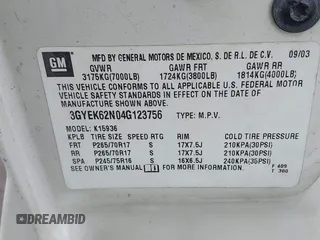 GM
MFD BY GENERAL MOTORS DE MEXICO, S. DE R.L. DE C.V. 09/03
GVWR GAWR FRT GAWR RR
3175KG(7000LB) 1724KG(3800LB) 1814KG(4000LB)
THIS VEHICLE CONFORMS TO ALL APPLICABLE U.S. FEDERAL MOTOR
VEHICLE SAFETY STANDARDS IN EFFECT ON THE DATE OF
MANUFACTURE SHOWN ABOVE.
3GYEK62N04G123756 TYPE: M.P.V.
MODEL: K15936
KPLB TIRE SIZE SPEED RTG RIM COLD TIRE PRESSURE
FRT P265/70R17 S 17X7.5J 210KPA(30PSI)
RR P265/70R17 S 17X7.5J 210KPA(30PSI)
SPA P245/75R16 S 16X6.5J 240KPA(35PSI)
SEE OWNER'S MANUAL FOR MORE INFORMATION.
AUTOBIDMASTER